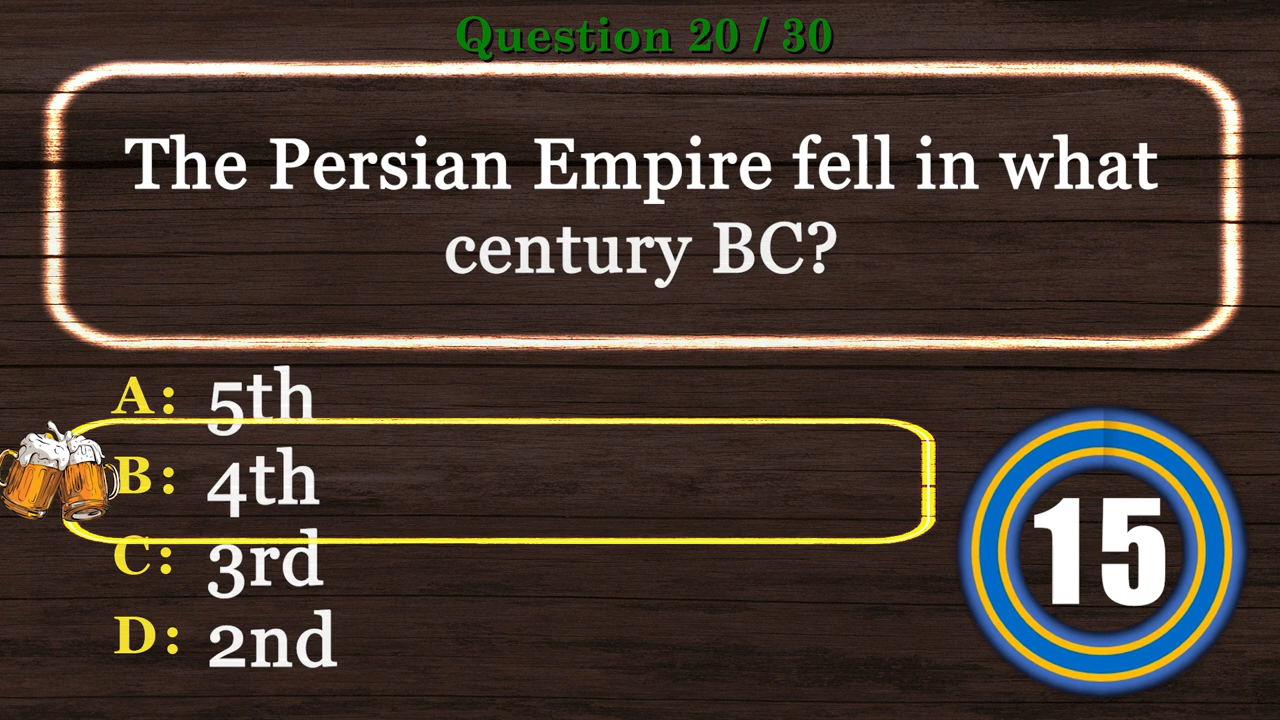 Question 20 / 30
The Persian Empire fell in what
century BC?
A: 5th
B: 4th
C: 3rd
D: 2nd
15